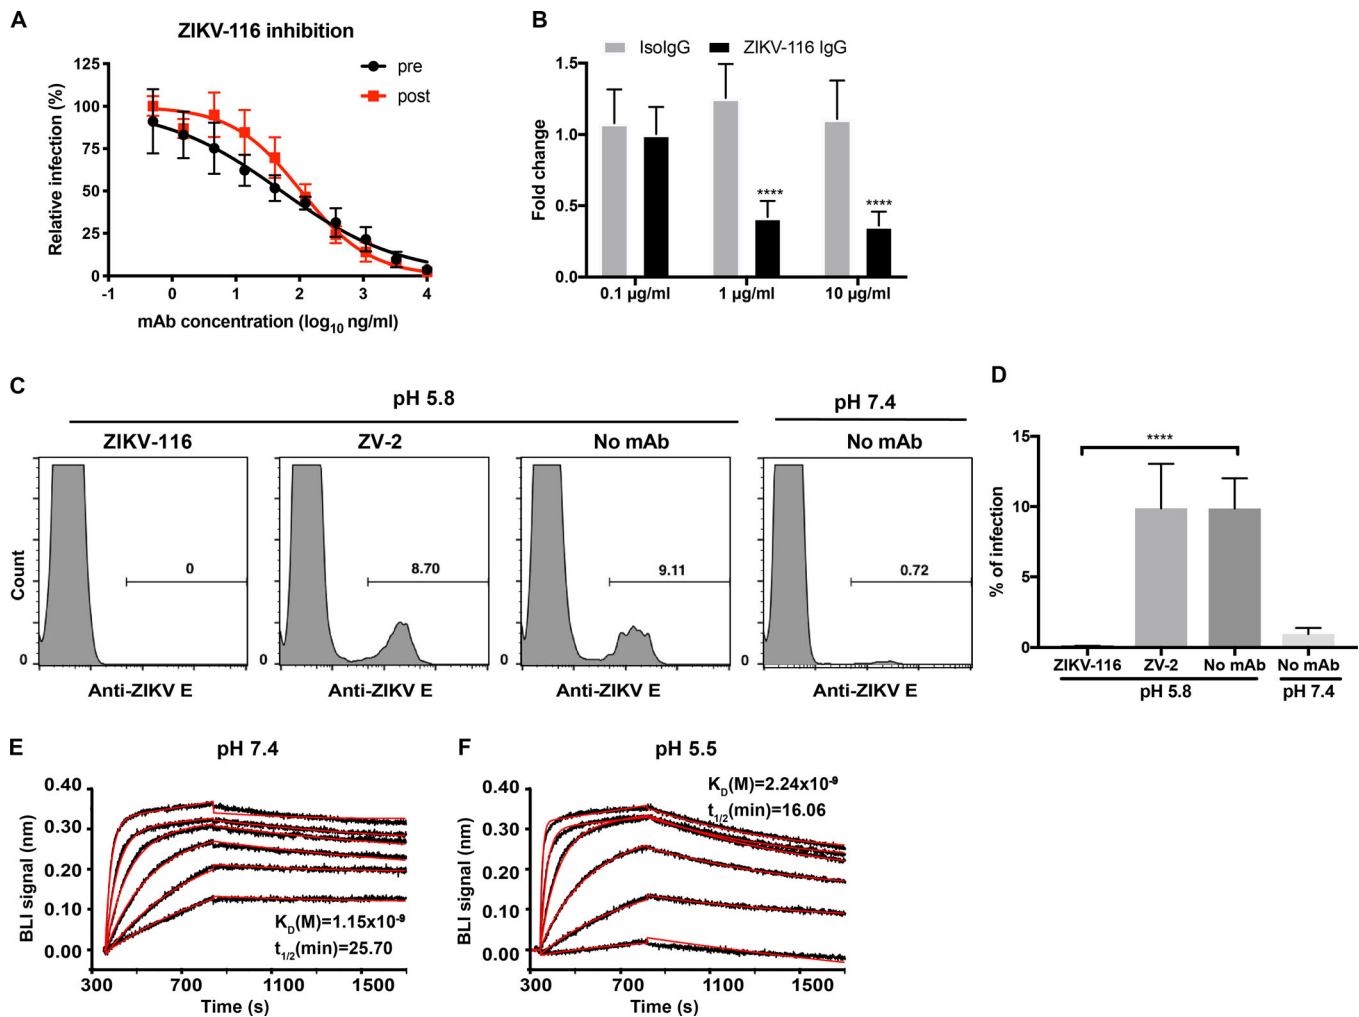 A
ZIKV-116 inhibition
125
100
75
50
25
0
-1 0 1 2 3 4
Relative infection (%)
mAb concentration (log10 ng/ml)
pre
post
B
IsoIgG ZIKV-116 IgG
1.5
1.0
0.5
0.0
Fold change
**** ****
0.1 µg/ml 1 µg/ml 10 µg/ml
C
pH 5.8 pH 7.4
ZIKV-116 ZV-2 No mAb No mAb
Count
0 8.70 9.11 0.72
0 0 0 0
Anti-ZIKV E Anti-ZIKV E Anti-ZIKV E Anti-ZIKV E
D
15
10
5
0
% of infection
****
ZIKV-116 ZV-2 No mAb No mAb
pH 5.8 pH 7.4
E
pH 7.4
0.40
0.30
0.20
0.10
0.00
BLI signal (nm)
KD(M)=1.15x10-9
t1/2(min)=25.70
300 700 1100 1500
Time (s)
F
pH 5.5
0.40
0.30
0.20
0.10
0.00
BLI signal (nm)
KD(M)=2.24x10-9
t1/2(min)=16.06
300 700 1100 1500
Time (s)